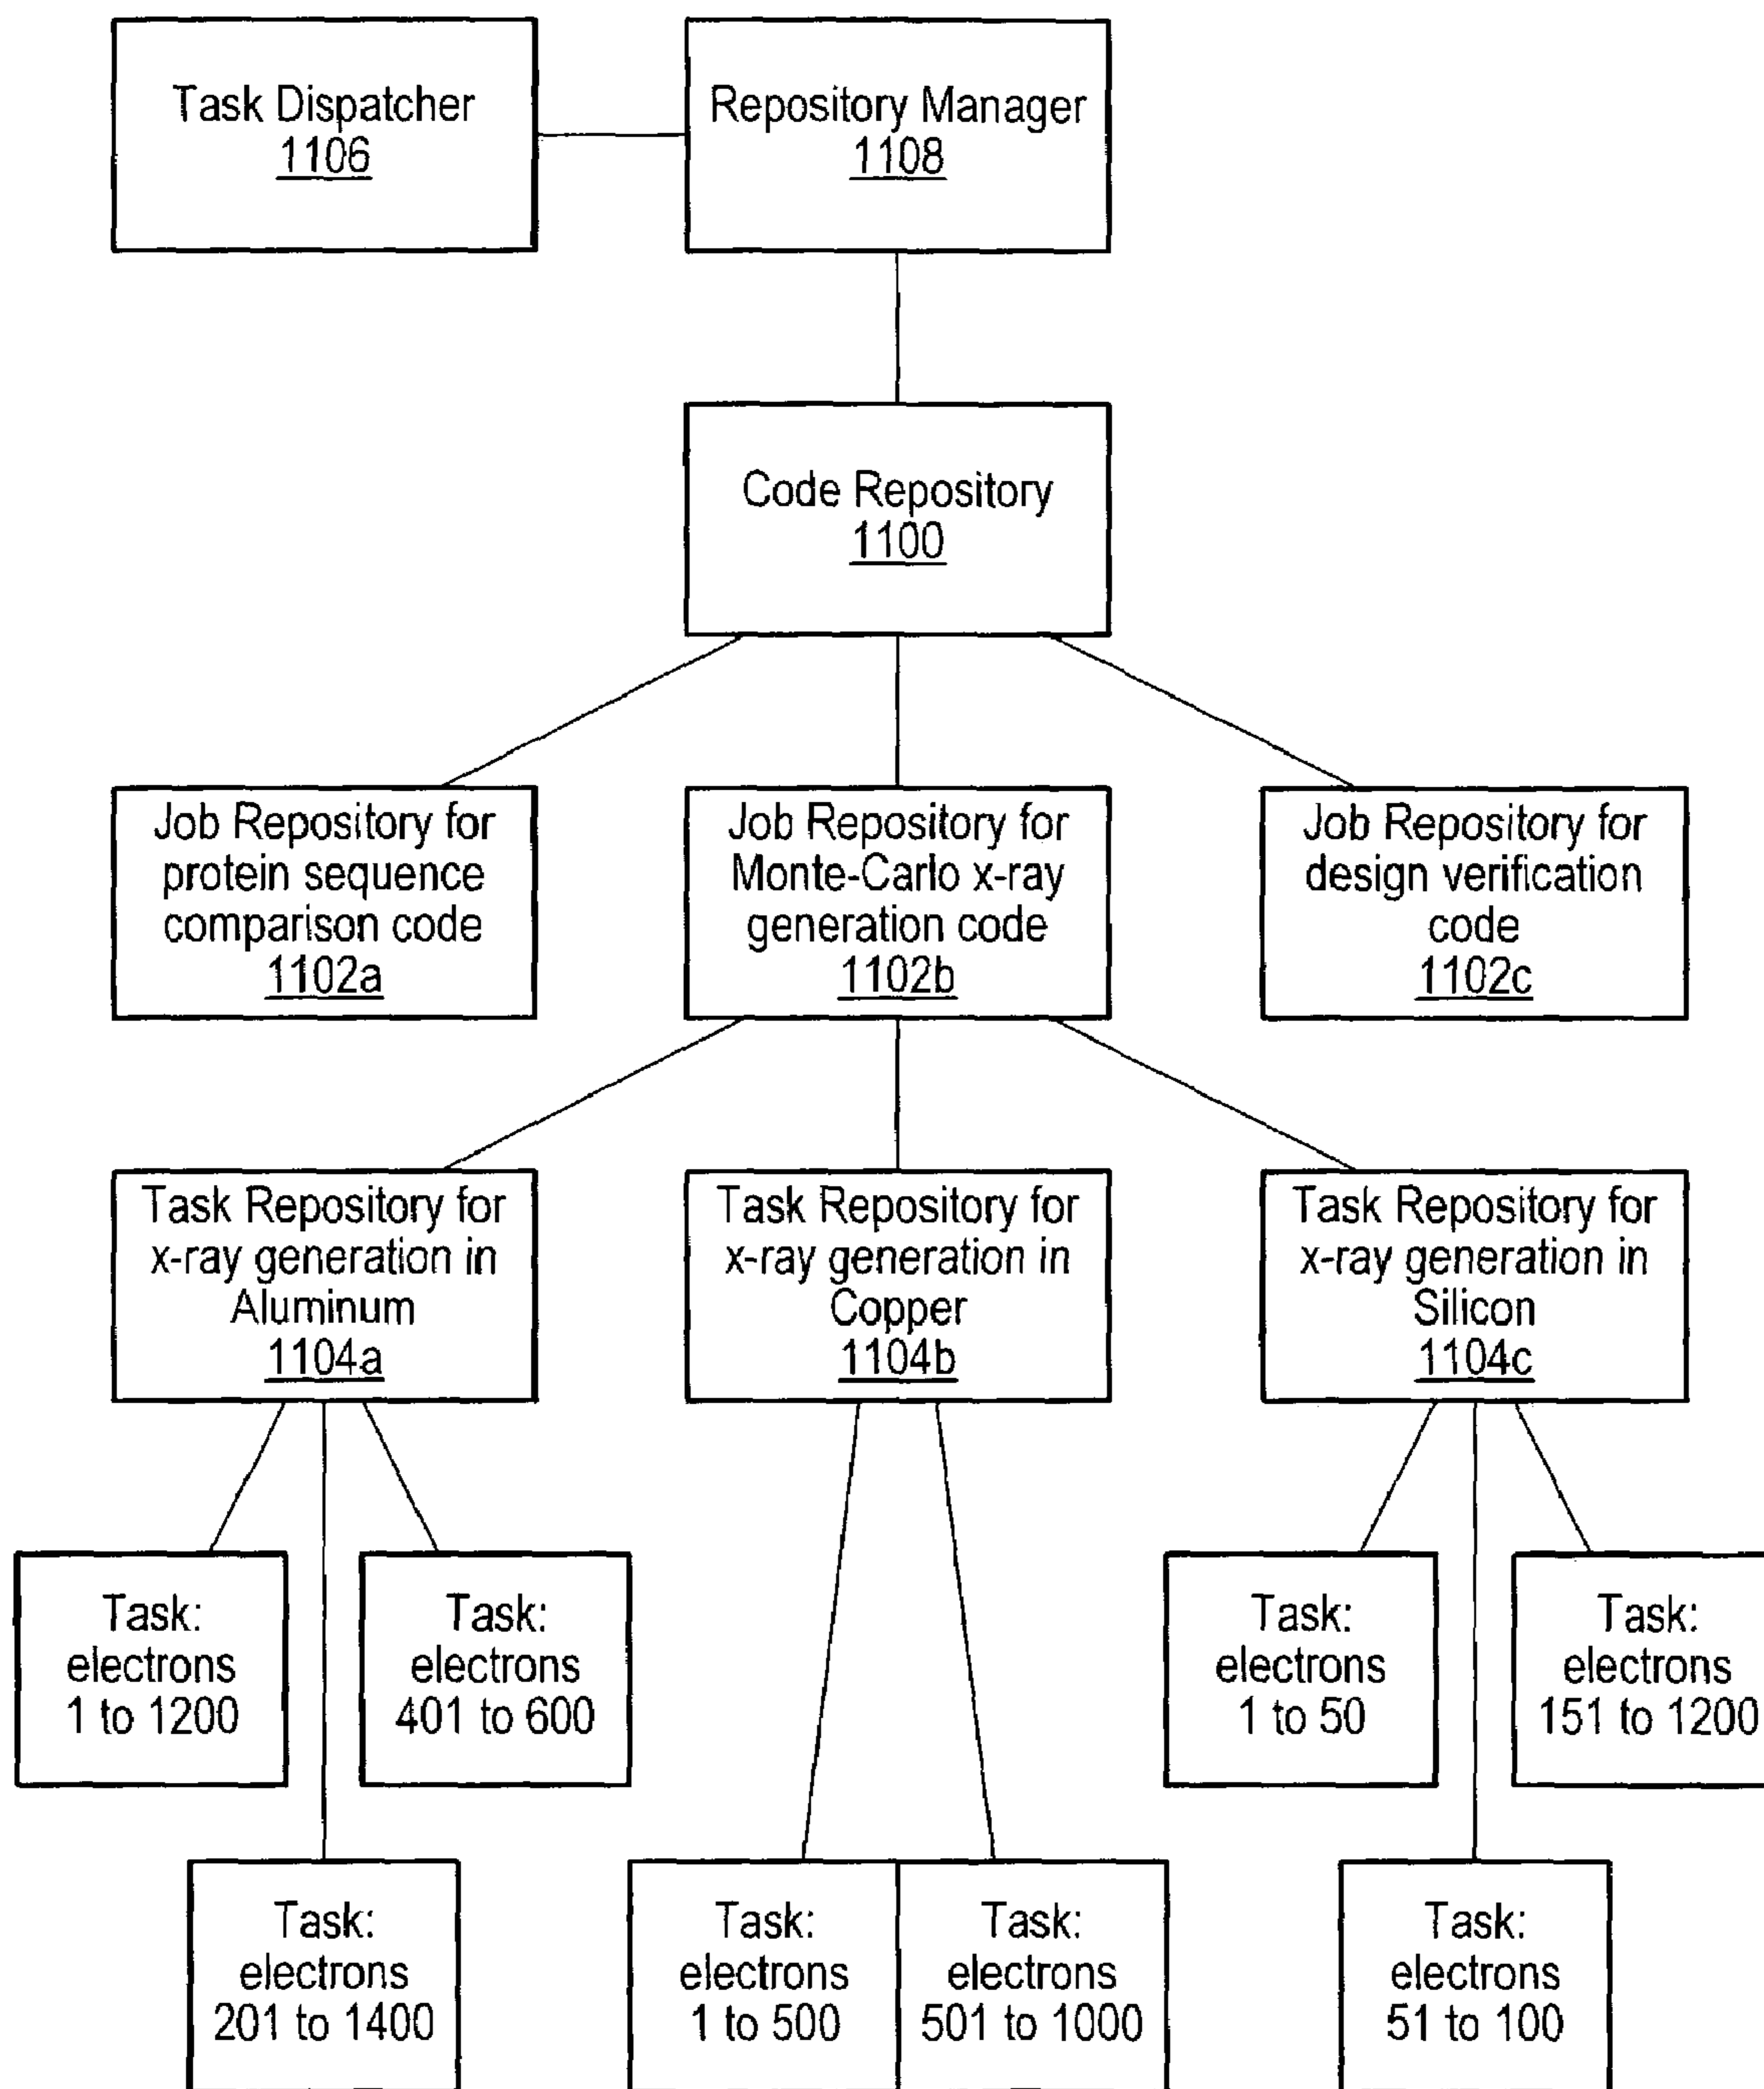 Task Dispatcher
1106
Repository Manager
1108
Code Repository
1100
Job Repository for
protein sequence
comparison code
1102a
Job Repository for
Monte-Carlo x-ray
generation code
1102b
Job Repository for
design verification
code
1102c
Task Repository for
x-ray generation in
Aluminum
1104a
Task Repository for
x-ray generation in
Copper
1104b
Task Repository for
x-ray generation in
Silicon
1104c
Task:
electrons
1 to 1200
Task:
electrons
401 to 600
Task:
electrons
1 to 50
Task:
electrons
151 to 1200
Task:
electrons
201 to 1400
Task:
electrons
1 to 500
Task:
electrons
501 to 1000
Task:
electrons
51 to 100